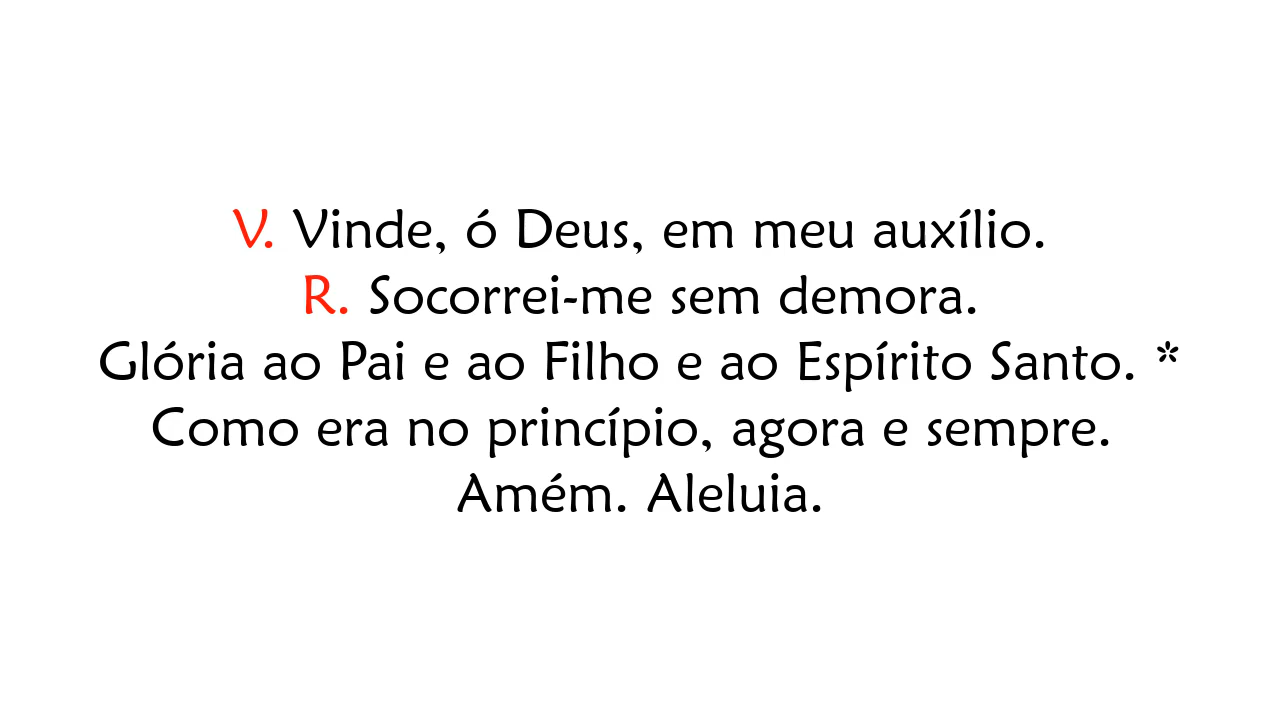 V. Vinde, ó Deus, em meu auxílio.
R. Socorrei-me sem demora.
Glória ao Pai e ao Filho e ao Espírito Santo. *
Como era no princípio, agora e sempre.
Amém. Aleluia.